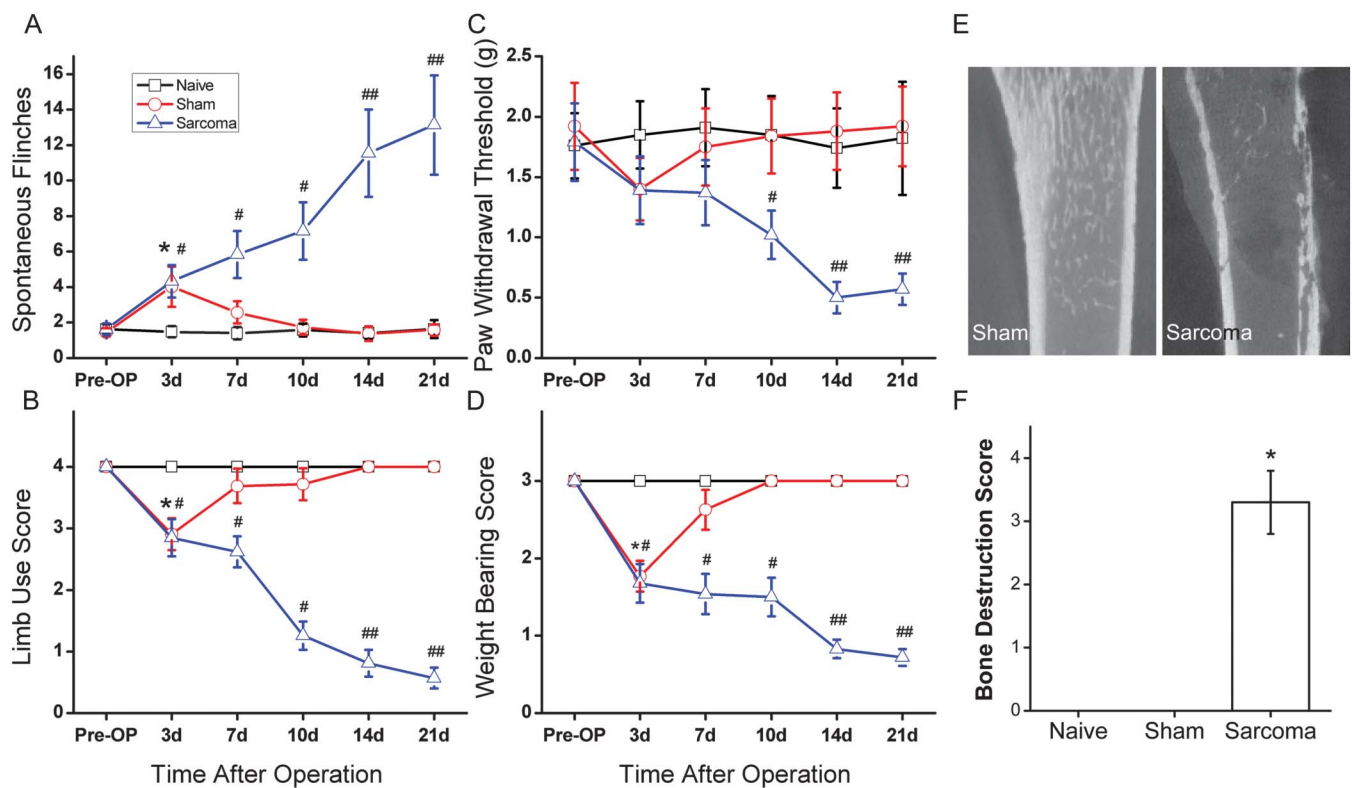 A
Spontaneous Flinches
16
14
12
10
8
6
4
2
0
Naive
Sham
Sarcoma
* #
#
#
##
##
Pre-OP 3d 7d 10d 14d 21d
C
Paw Withdrawal Threshold (g)
2.5
2.0
1.5
1.0
0.5
0.0
#
##
##
Pre-OP 3d 7d 10d 14d 21d
E
Sham
Sarcoma
B
Limb Use Score
4
3
2
1
0
*#
#
#
##
##
Pre-OP 3d 7d 10d 14d 21d
Time After Operation
D
Weight Bearing Score
3
2
1
0
*#
#
#
##
##
Pre-OP 3d 7d 10d 14d 21d
Time After Operation
F
Bone Destruction Score
4
3
2
1
0
*
Naive Sham Sarcoma